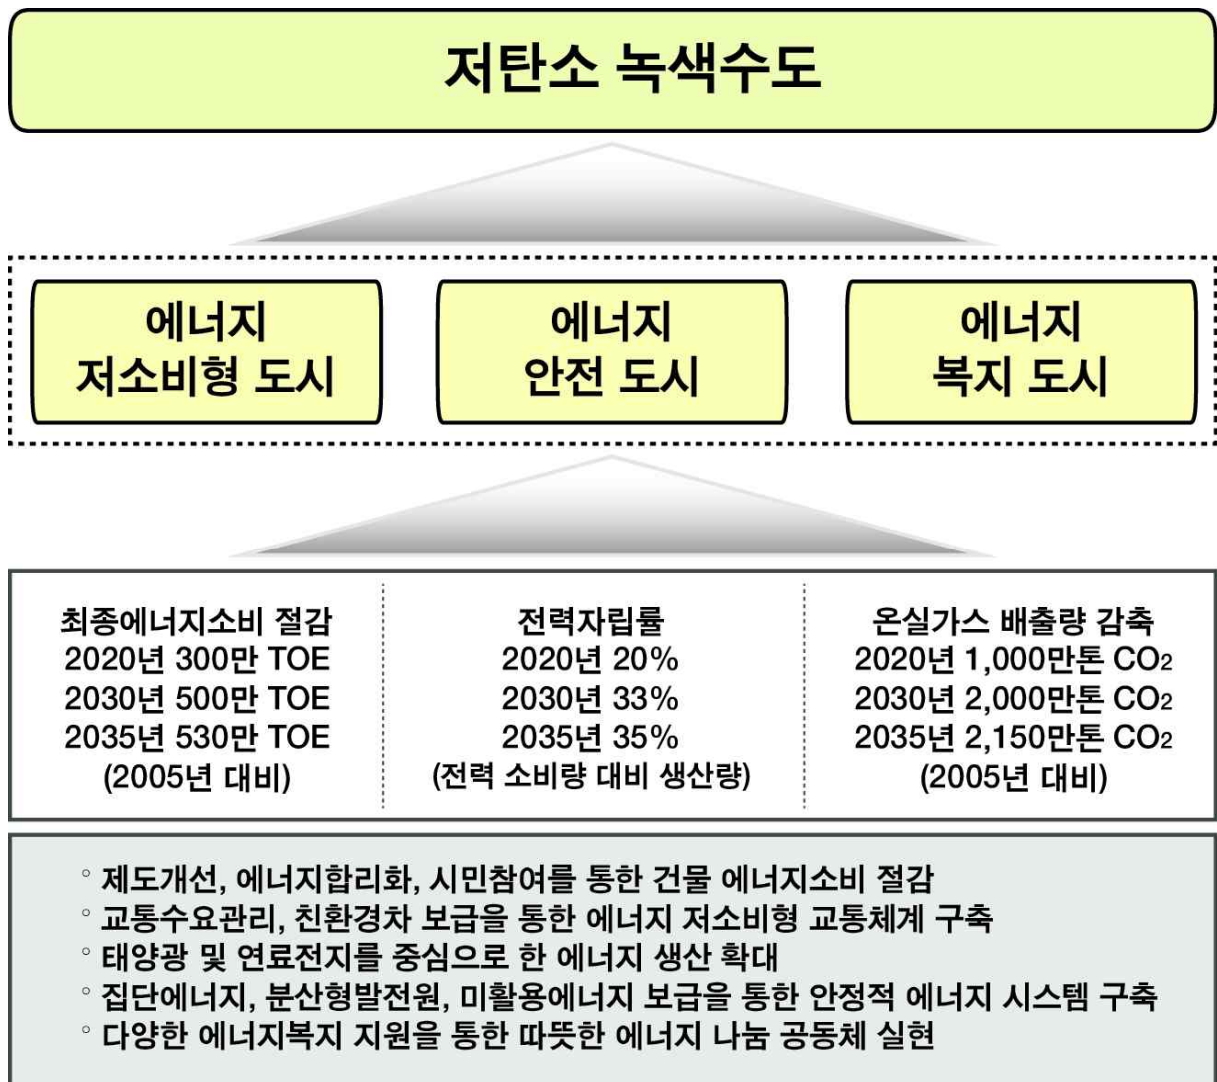 저탄소 녹색수도
에너지
저소비형 도시
에너지
안전 도시
에너지
복지 도시
최종에너지소비 절감
2020년 300만 TOE
2030년 500만 TOE
2035년 530만 TOE
(2005년 대비)
전력자립률
2020년 20%
2030년 33%
2035년 35%
(전력 소비량 대비 생산량)
온실가스 배출량 감축
2020년 1,000만톤 CO₂
2030년 2,000만톤 CO₂
2035년 2,150만톤 CO₂
(2005년 대비)
◦ 제도개선, 에너지합리화, 시민참여를 통한 건물 에너지소비 절감
◦ 교통수요관리, 친환경차 보급을 통한 에너지 저소비형 교통체계 구축
◦ 태양광 및 연료전지를 중심으로 한 에너지 생산 확대
◦ 집단에너지, 분산형발전원, 미활용에너지 보급을 통한 안정적 에너지 시스템 구축
◦ 다양한 에너지복지 지원을 통한 따뜻한 에너지 나눔 공동체 실현